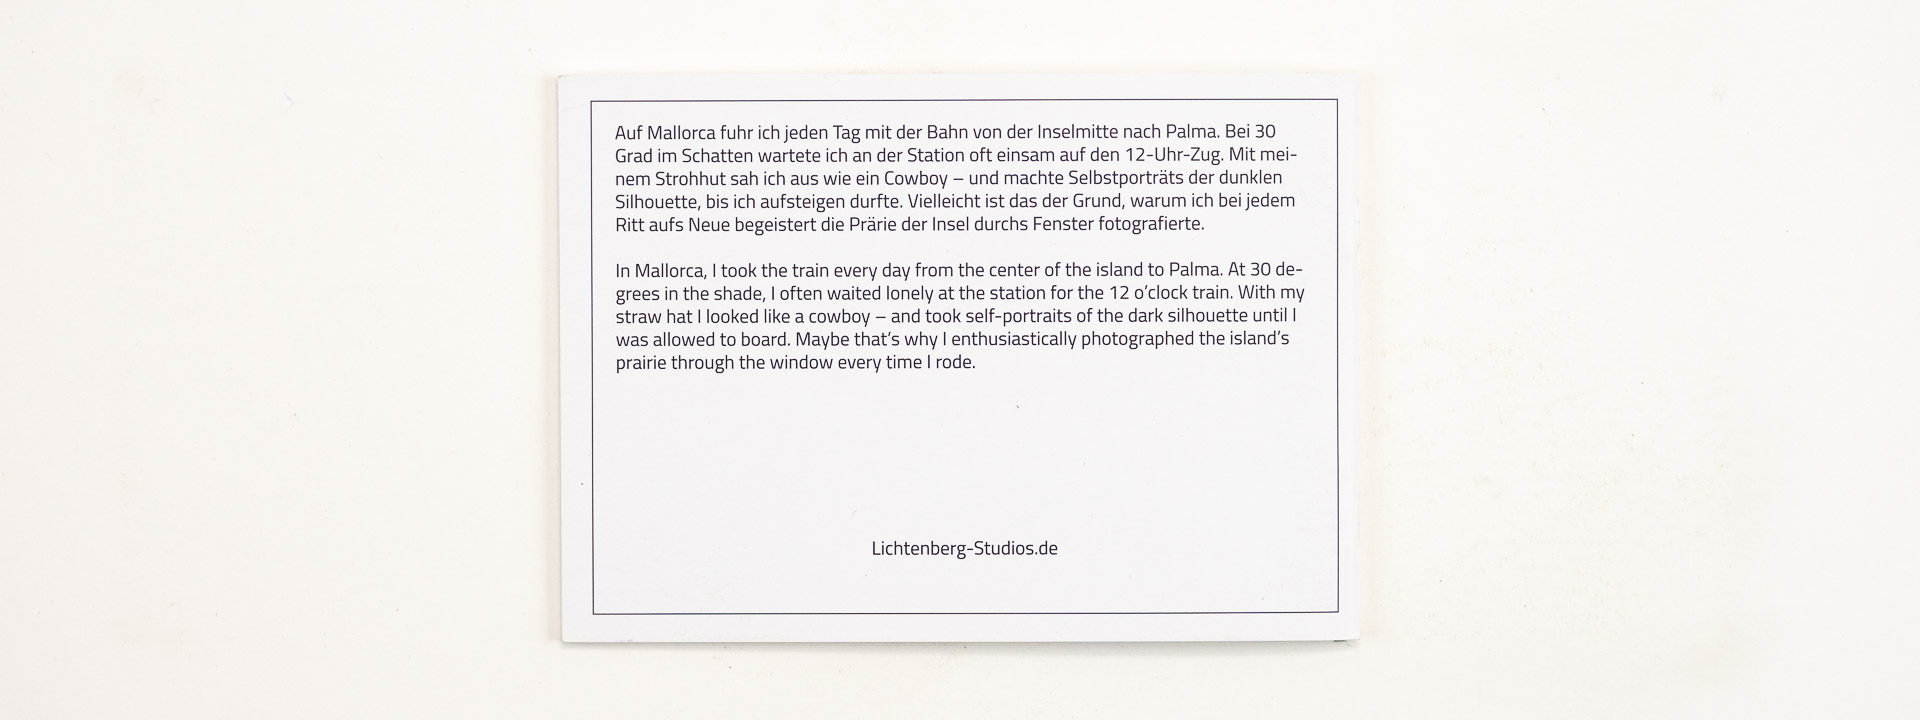 Auf Mallorca fuhr ich jeden Tag mit der Bahn von der Inselmitte nach Palma. Bei 30
Grad im Schatten wartete ich an der Station oft einsam auf den 12-Uhr-Zug. Mit mei-
nem Strohhut sah ich aus wie ein Cowboy – und machte Selbstporträts der dunklen
Silhouette, bis ich aufsteigen durfte. Vielleicht ist das der Grund, warum ich bei jedem
Ritt aufs Neue begeistert die Prärie der Insel durchs Fenster fotografierte.
In Mallorca, I took the train every day from the center of the island to Palma. At 30 de-
grees in the shade, I often waited lonely at the station for the 12 o’clock train. With my
straw hat I looked like a cowboy – and took self-portraits of the dark silhouette until I
was allowed to board. Maybe that’s why I enthusiastically photographed the island’s
prairie through the window every time I rode.
Lichtenberg-Studios.de